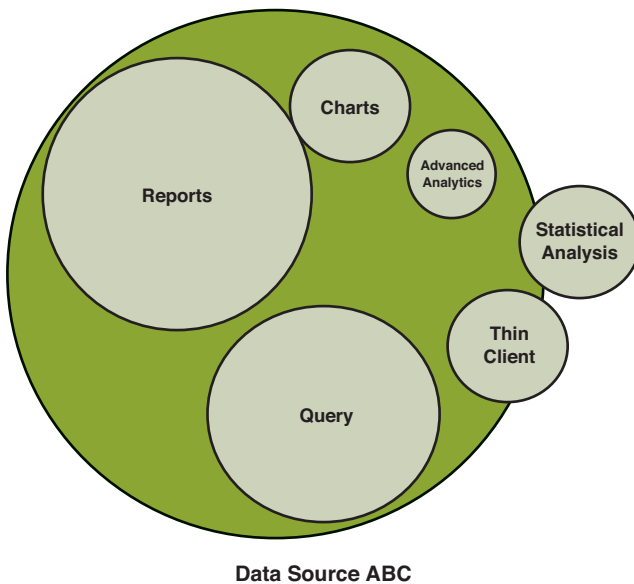 Charts
Advanced
Analytics
Reports
Statistical
Analysis
Thin
Client
Query
Data Source ABC